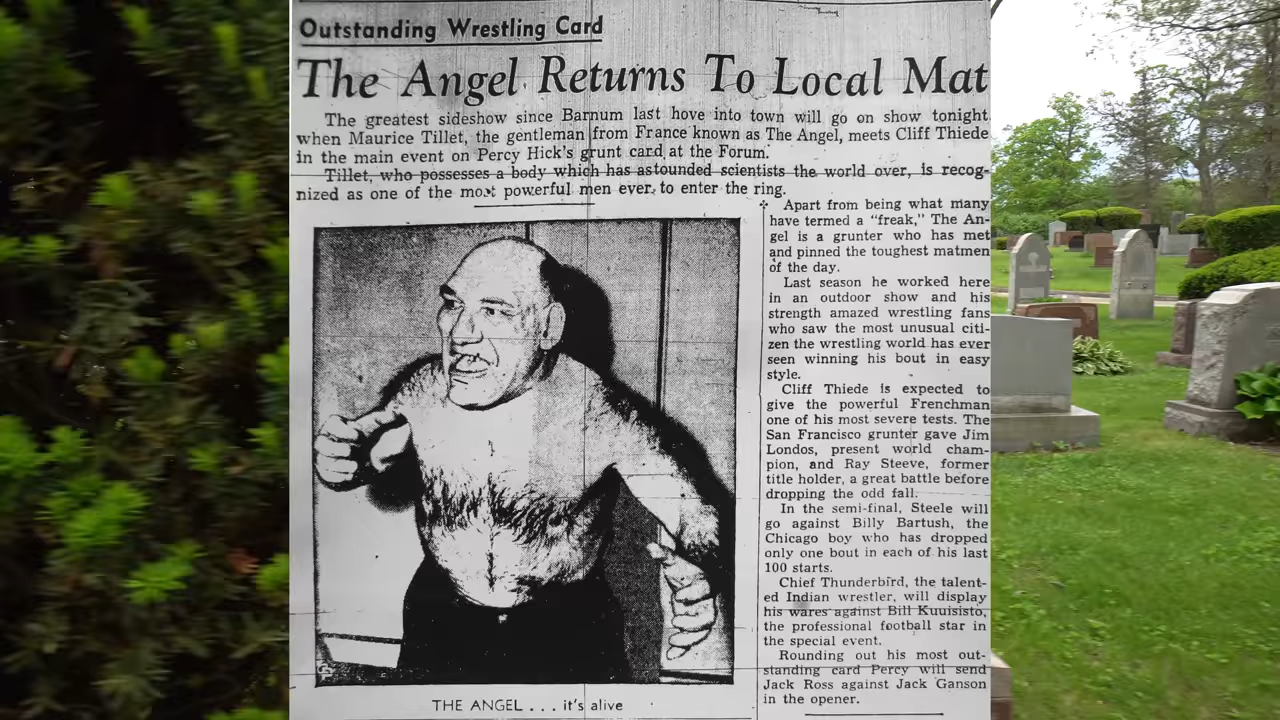 Outstanding Wrestling Card
The Angel Returns To Local Mat
The greatest sideshow since Barnum last hove into town will go on show tonight
when Maurice Tillet, the gentleman from France known as The Angel, meets Cliff Thiede
in the main event on Percy Hick's grunt card at the Forum.
Tillet, who possesses a body which has astounded scientists the world over, is recog-
nized as one of the most powerful men ever to enter the ring.
Apart from being what many
have termed a "freak," The An-
gel is a grunter who has met
and pinned the toughest matmen
of the day.
Last season he worked here
in an outdoor show and his
strength amazed wrestling fans
who saw the most unusual citi-
zen the wrestling world has ever
seen winning his bout in easy
style.
Cliff Thiede is expected to
give the powerful Frenchman
one of his most severe tests. The
San Francisco grunter gave Jim
Londos, present world cham-
pion, and Ray Steeve, former
title holder, a great battle before
dropping the odd fall.
In the semi-final, Steele will
go against Billy Bartush, the
Chicago boy who has dropped
only one bout in each of his last
100 starts.
Chief Thunderbird, the talent-
ed Indian wrestler, will display
his wares against Bill Kuuisisto,
the professional football star in
the special event.
Rounding out his most out-
standing card Percy will send
Jack Ross against Jack Ganson
in the opener.
THE ANGEL . . . it's alive